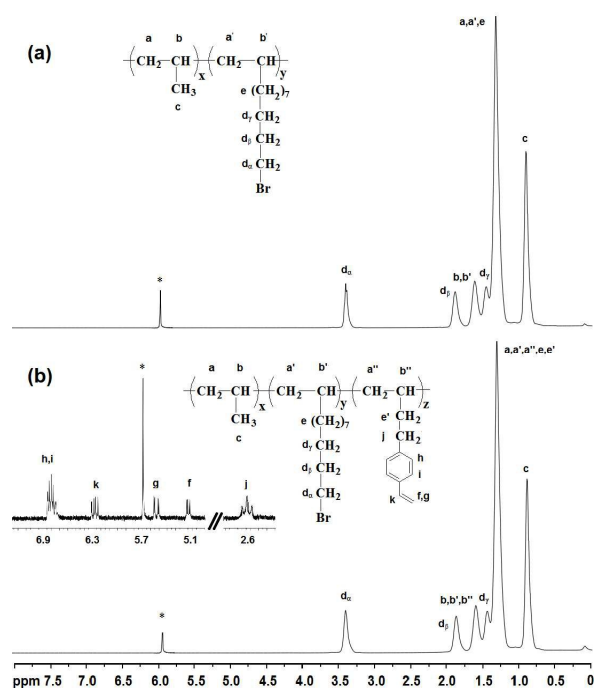 (a)
a b a' b'
( CH₂ — CH )x ( CH₂ — CH )y
CH₃
c
e (CH₂)₇
dγ CH₂
dβ CH₂
dα CH₂
Br
a,a',e
c
*
dα
dβ
b,b'
dγ
(b)
a b a' b' a'' b''
( CH₂ — CH )x ( CH₂ — CH )y ( CH₂ — CH )z
CH₃
c
e (CH₂)₇
dγ CH₂
dβ CH₂
dα CH₂
Br
e' CH₂
j CH₂
h
i
k f,g
a,a',a'',e,e'
c
h,i
k
*
g
f
j
6.9 6.3 5.7 5.1 2.6
*
dα
dβ
b,b',b''
dγ
ppm 7.5 7.0 6.5 6.0 5.5 5.0 4.5 4.0 3.5 3.0 2.5 2.0 1.5 1.0 0.5 0